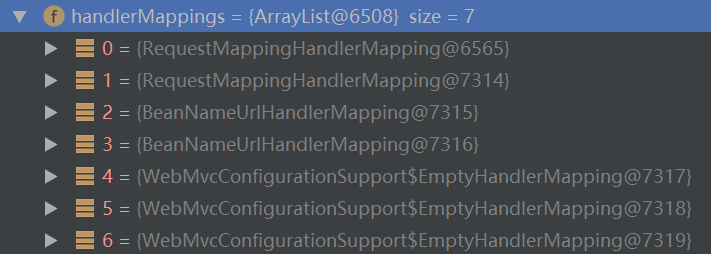 f handlerMappings = {ArrayList@6508} size = 7
0 = {RequestMappingHandlerMapping@6565}
1 = {RequestMappingHandlerMapping@7314}
2 = {BeanNameUrlHandlerMapping@7315}
3 = {BeanNameUrlHandlerMapping@7316}
4 = {WebMvcConfigurationSupport$EmptyHandlerMapping@7317}
5 = {WebMvcConfigurationSupport$EmptyHandlerMapping@7318}
6 = {WebMvcConfigurationSupport$EmptyHandlerMapping@7319}